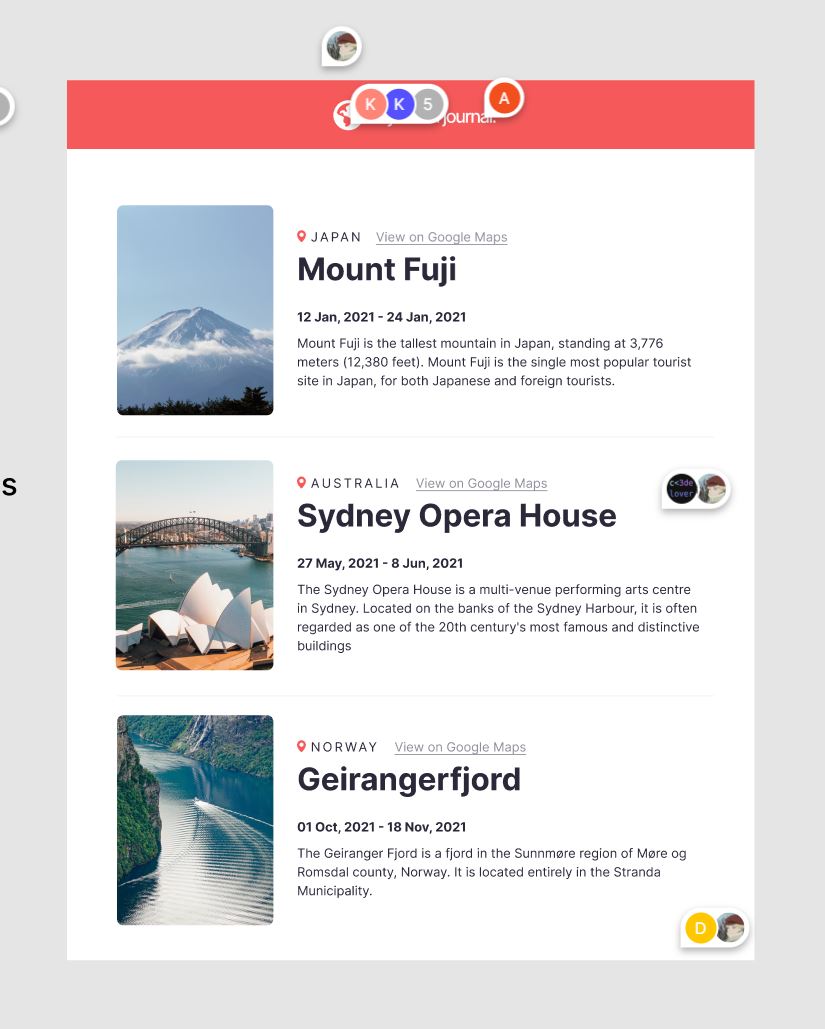 K K 5 A
journal.
JAPAN View on Google Maps
Mount Fuji
12 Jan, 2021 - 24 Jan, 2021
Mount Fuji is the tallest mountain in Japan, standing at 3,776
meters (12,380 feet). Mount Fuji is the single most popular tourist
site in Japan, for both Japanese and foreign tourists.
s
AUSTRALIA View on Google Maps
c<3de
lover
Sydney Opera House
27 May, 2021 - 8 Jun, 2021
The Sydney Opera House is a multi-venue performing arts centre
in Sydney. Located on the banks of the Sydney Harbour, it is often
regarded as one of the 20th century's most famous and distinctive
buildings
NORWAY View on Google Maps
Geirangerfjord
01 Oct, 2021 - 18 Nov, 2021
The Geiranger Fjord is a fjord in the Sunnmøre region of Møre og
Romsdal county, Norway. It is located entirely in the Stranda
Municipality.
D